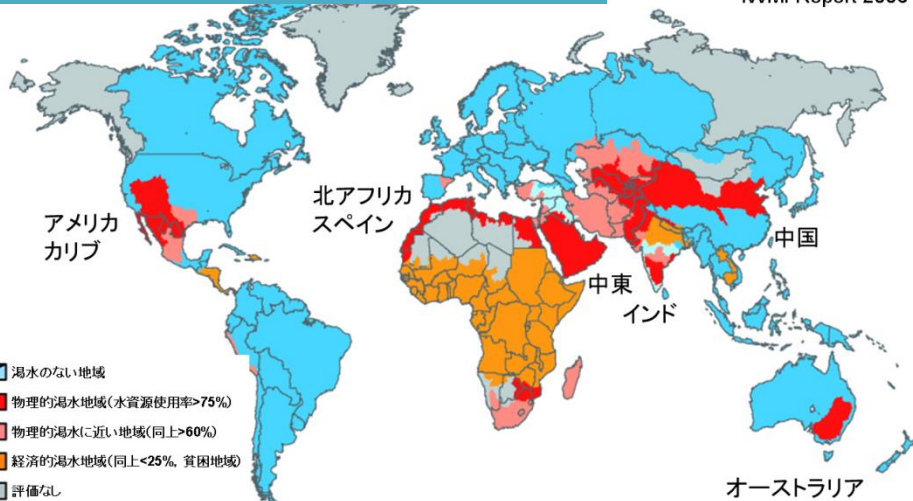 アメリカ
カリブ
北アフリカ
スペイン
中東
インド
中国
オーストラリア
渇水のない地域
物理的渇水地域(水資源使用率>75%)
物理的渇水に近い地域(同上>60%)
経済的渇水地域(同上<25%, 貧困地域)
評価なし